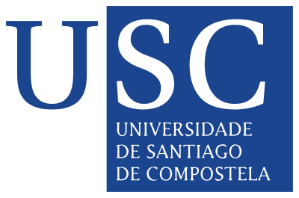 USC
UNIVERSIDADE
DE SANTIAGO
DE COMPOSTELA